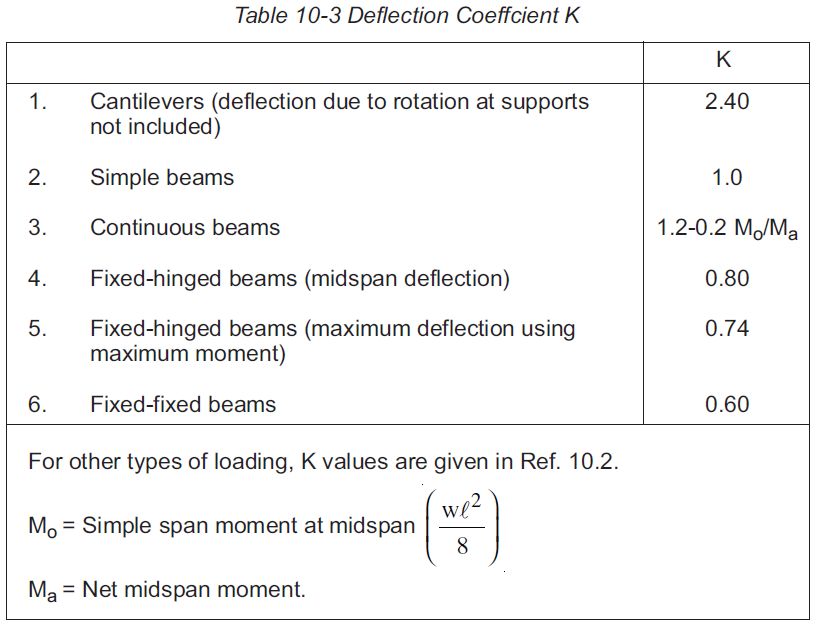 Table 10-3 Deflection Coeffcient K
K
1. Cantilevers (deflection due to rotation at supports 2.40
not included)
2. Simple beams 1.0
3. Continuous beams 1.2-0.2 Mo/Ma
4. Fixed-hinged beams (midspan deflection) 0.80
5. Fixed-hinged beams (maximum deflection using 0.74
maximum moment)
6. Fixed-fixed beams 0.60
For other types of loading, K values are given in Ref. 10.2.
Mo = Simple span moment at midspan (wℓ²/8)
Ma = Net midspan moment.